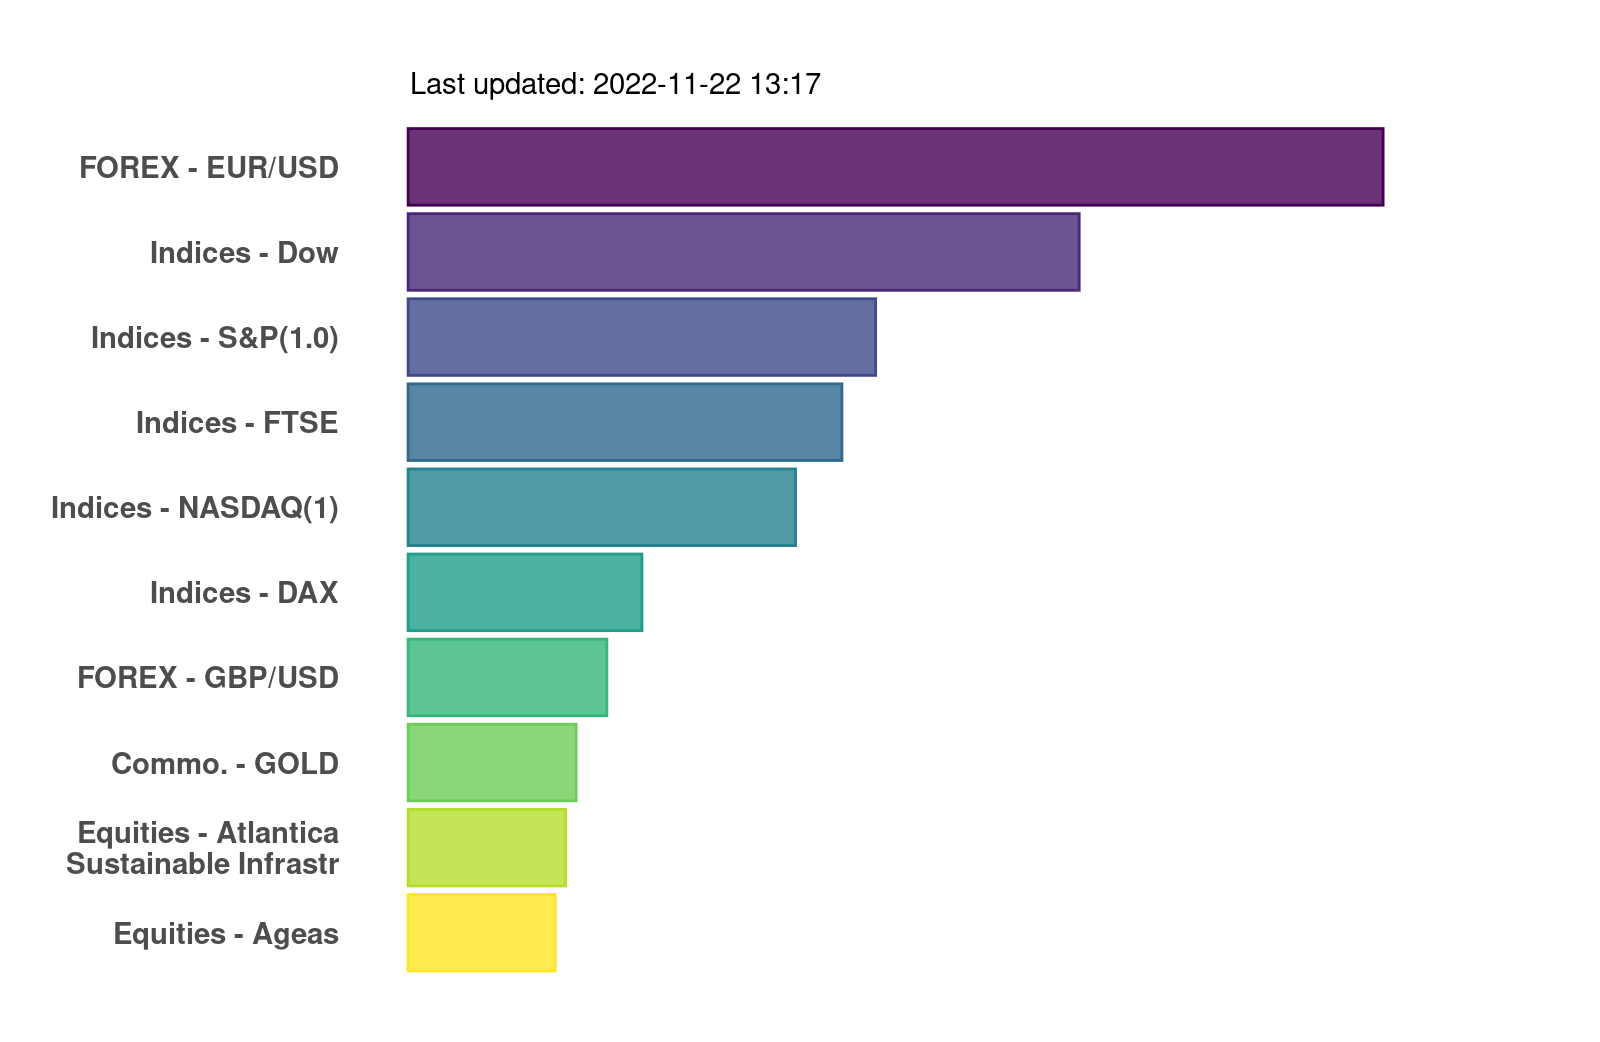 Last updated: 2022-11-22 13:17
FOREX - EUR/USD
Indices - Dow
Indices - S&P(1.0)
Indices - FTSE
Indices - NASDAQ(1)
Indices - DAX
FOREX - GBP/USD
Commo. - GOLD
Equities - Atlantica
Sustainable Infrastr
Equities - Ageas